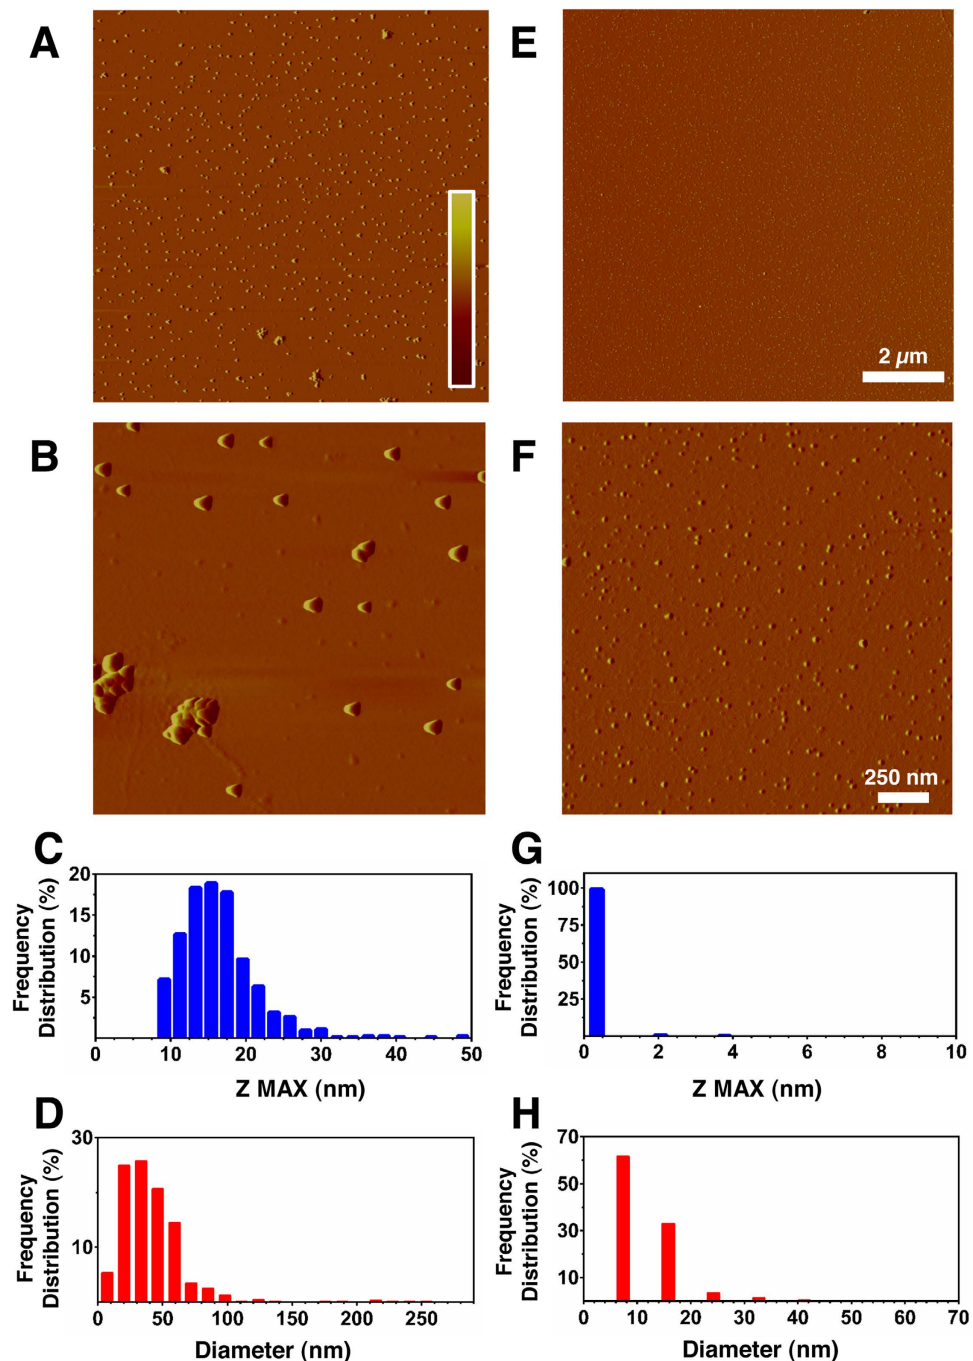 A
E
2 µm
B
F
250 nm
C
20
15
10
5
Frequency
Distribution (%)
0 10 20 30 40 50
Z MAX (nm)
G
100
75
50
25
Frequency
Distribution (%)
0 2 4 6 8 10
Z MAX (nm)
D
30
10
Frequency
Distribution (%)
0 50 100 150 200 250
Diameter (nm)
H
70
50
30
10
Frequency
Distribution (%)
0 10 20 30 40 50 60 70
Diameter (nm)